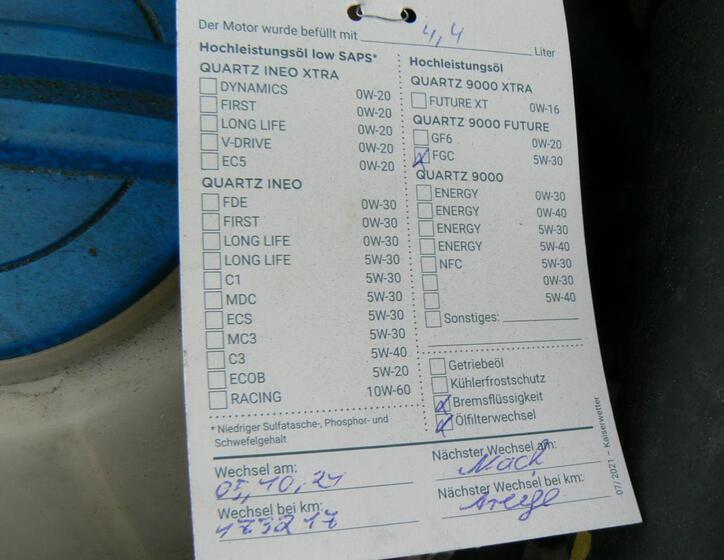 Der Motor wurde befüllt mit 4,4 Liter
Hochleistungsöl low SAPS*
QUARTZ INEO XTRA
DYNAMICS 0W-20
FIRST 0W-20
LONG LIFE 0W-20
V-DRIVE 0W-20
EC5 0W-20
QUARTZ INEO
FDE 0W-30
FIRST 0W-30
LONG LIFE 0W-30
LONG LIFE 5W-30
C1 5W-30
MDC 5W-30
ECS 5W-30
MC3 5W-30
C3 5W-40
ECOB 5W-20
RACING 10W-60
* Niedriger Sulfatasche-, Phosphor- und
Schwefelgehalt
Hochleistungsöl
QUARTZ 9000 XTRA
FUTURE XT 0W-16
QUARTZ 9000 FUTURE
GF6 0W-20
FGC 5W-30
QUARTZ 9000
ENERGY 0W-30
ENERGY 0W-40
ENERGY 5W-30
ENERGY 5W-40
NFC 5W-30
0W-30
5W-40
Sonstiges:
Getriebeöl
Kühlerfrostschutz
Bremsflüssigkeit
Ölfilterwechsel
Wechsel am:
05,10,21
Wechsel bei km:
173217
Nächster Wechsel am:
Nach
Nächster Wechsel bei km:
Anzeige
07/2021 – Kaiserwetter